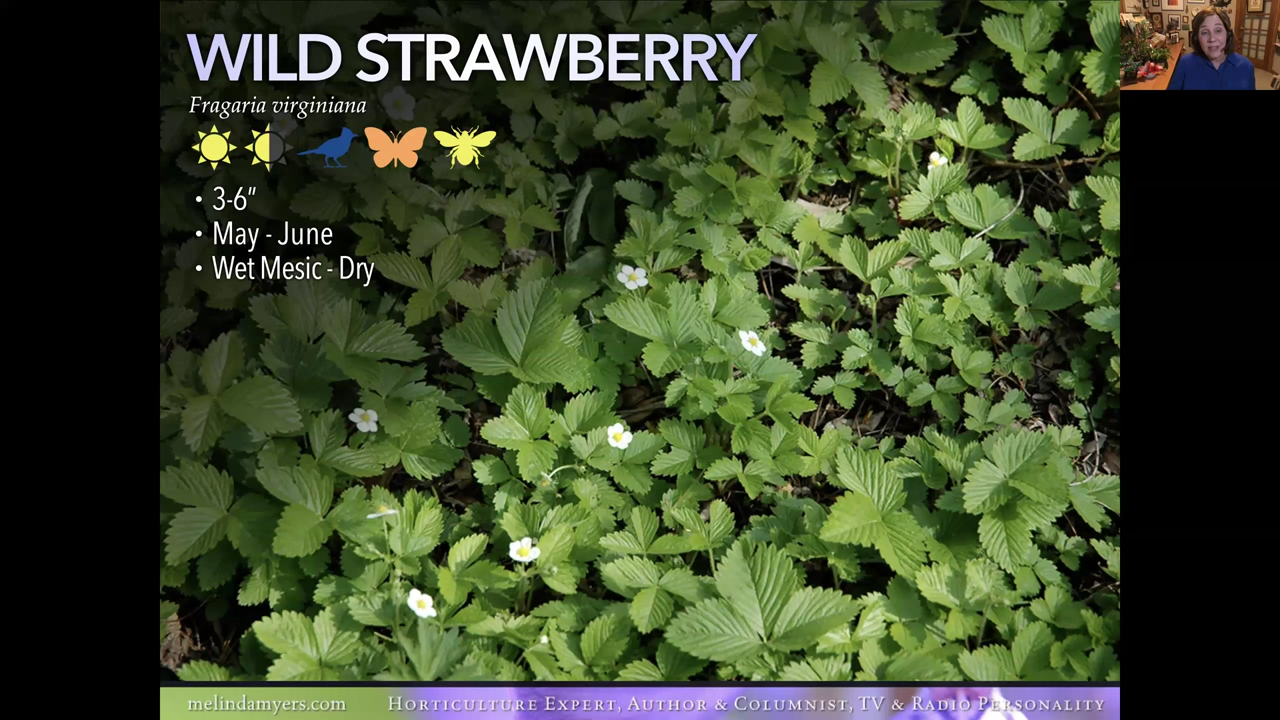 WILD STRAWBERRY
Fragaria virginiana
• 3-6"
• May - June
• Wet Mesic - Dry
melindamyers.com
Horticulture Expert, Author & Columnist, TV & Radio Personality